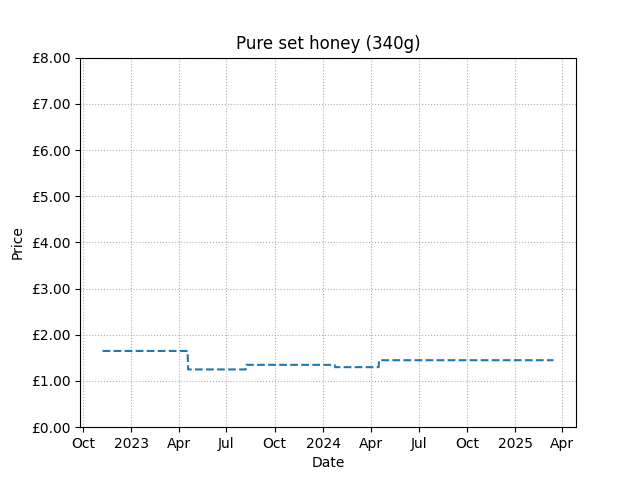 Pure set honey (340g)
£8.00
£7.00
£6.00
£5.00
£4.00
£3.00
£2.00
£1.00
£0.00
Price
Oct 2023 Apr Jul Oct 2024 Apr Jul Oct 2025 Apr
Date